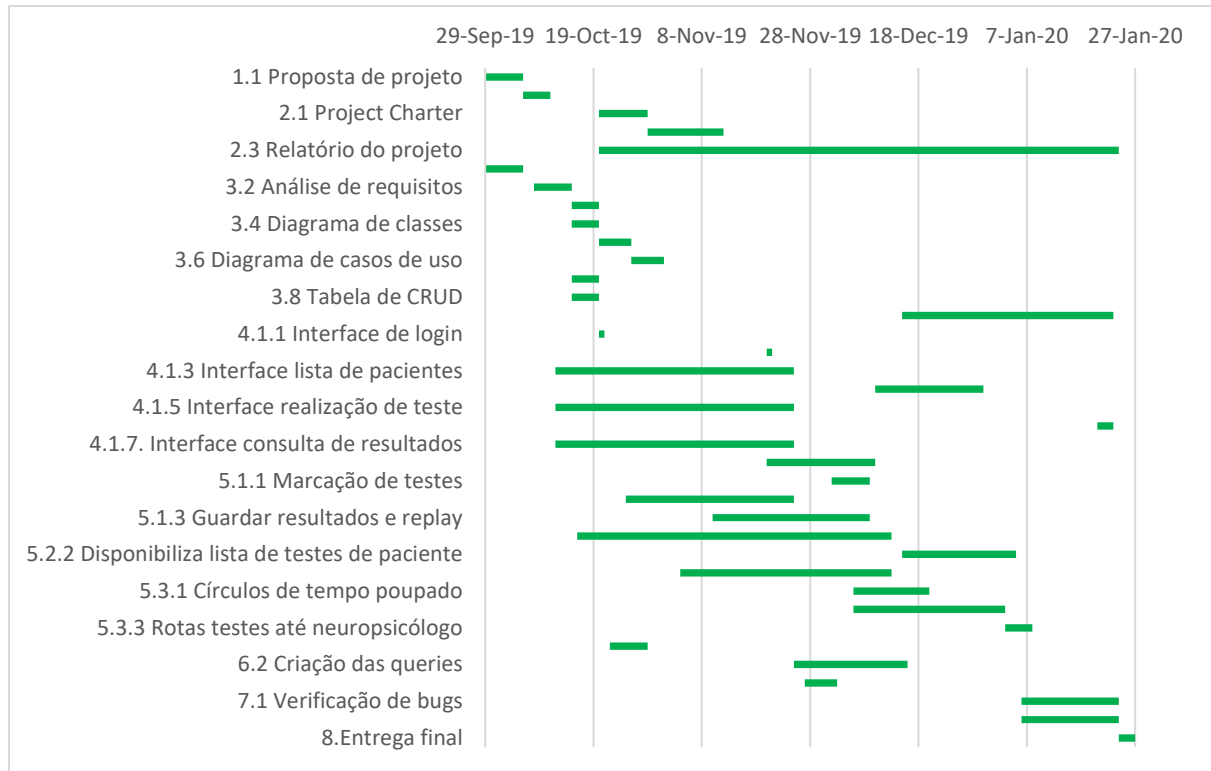 29-Sep-19 19-Oct-19 8-Nov-19 28-Nov-19 18-Dec-19 7-Jan-20 27-Jan-20
1.1 Proposta de projeto
2.1 Project Charter
2.3 Relatório do projeto
3.2 Análise de requisitos
3.4 Diagrama de classes
3.6 Diagrama de casos de uso
3.8 Tabela de CRUD
4.1.1 Interface de login
4.1.3 Interface lista de pacientes
4.1.5 Interface realização de teste
4.1.7. Interface consulta de resultados
5.1.1 Marcação de testes
5.1.3 Guardar resultados e replay
5.2.2 Disponibiliza lista de testes de paciente
5.3.1 Círculos de tempo poupado
5.3.3 Rotas testes até neuropsicólogo
6.2 Criação das queries
7.1 Verificação de bugs
8.Entrega final